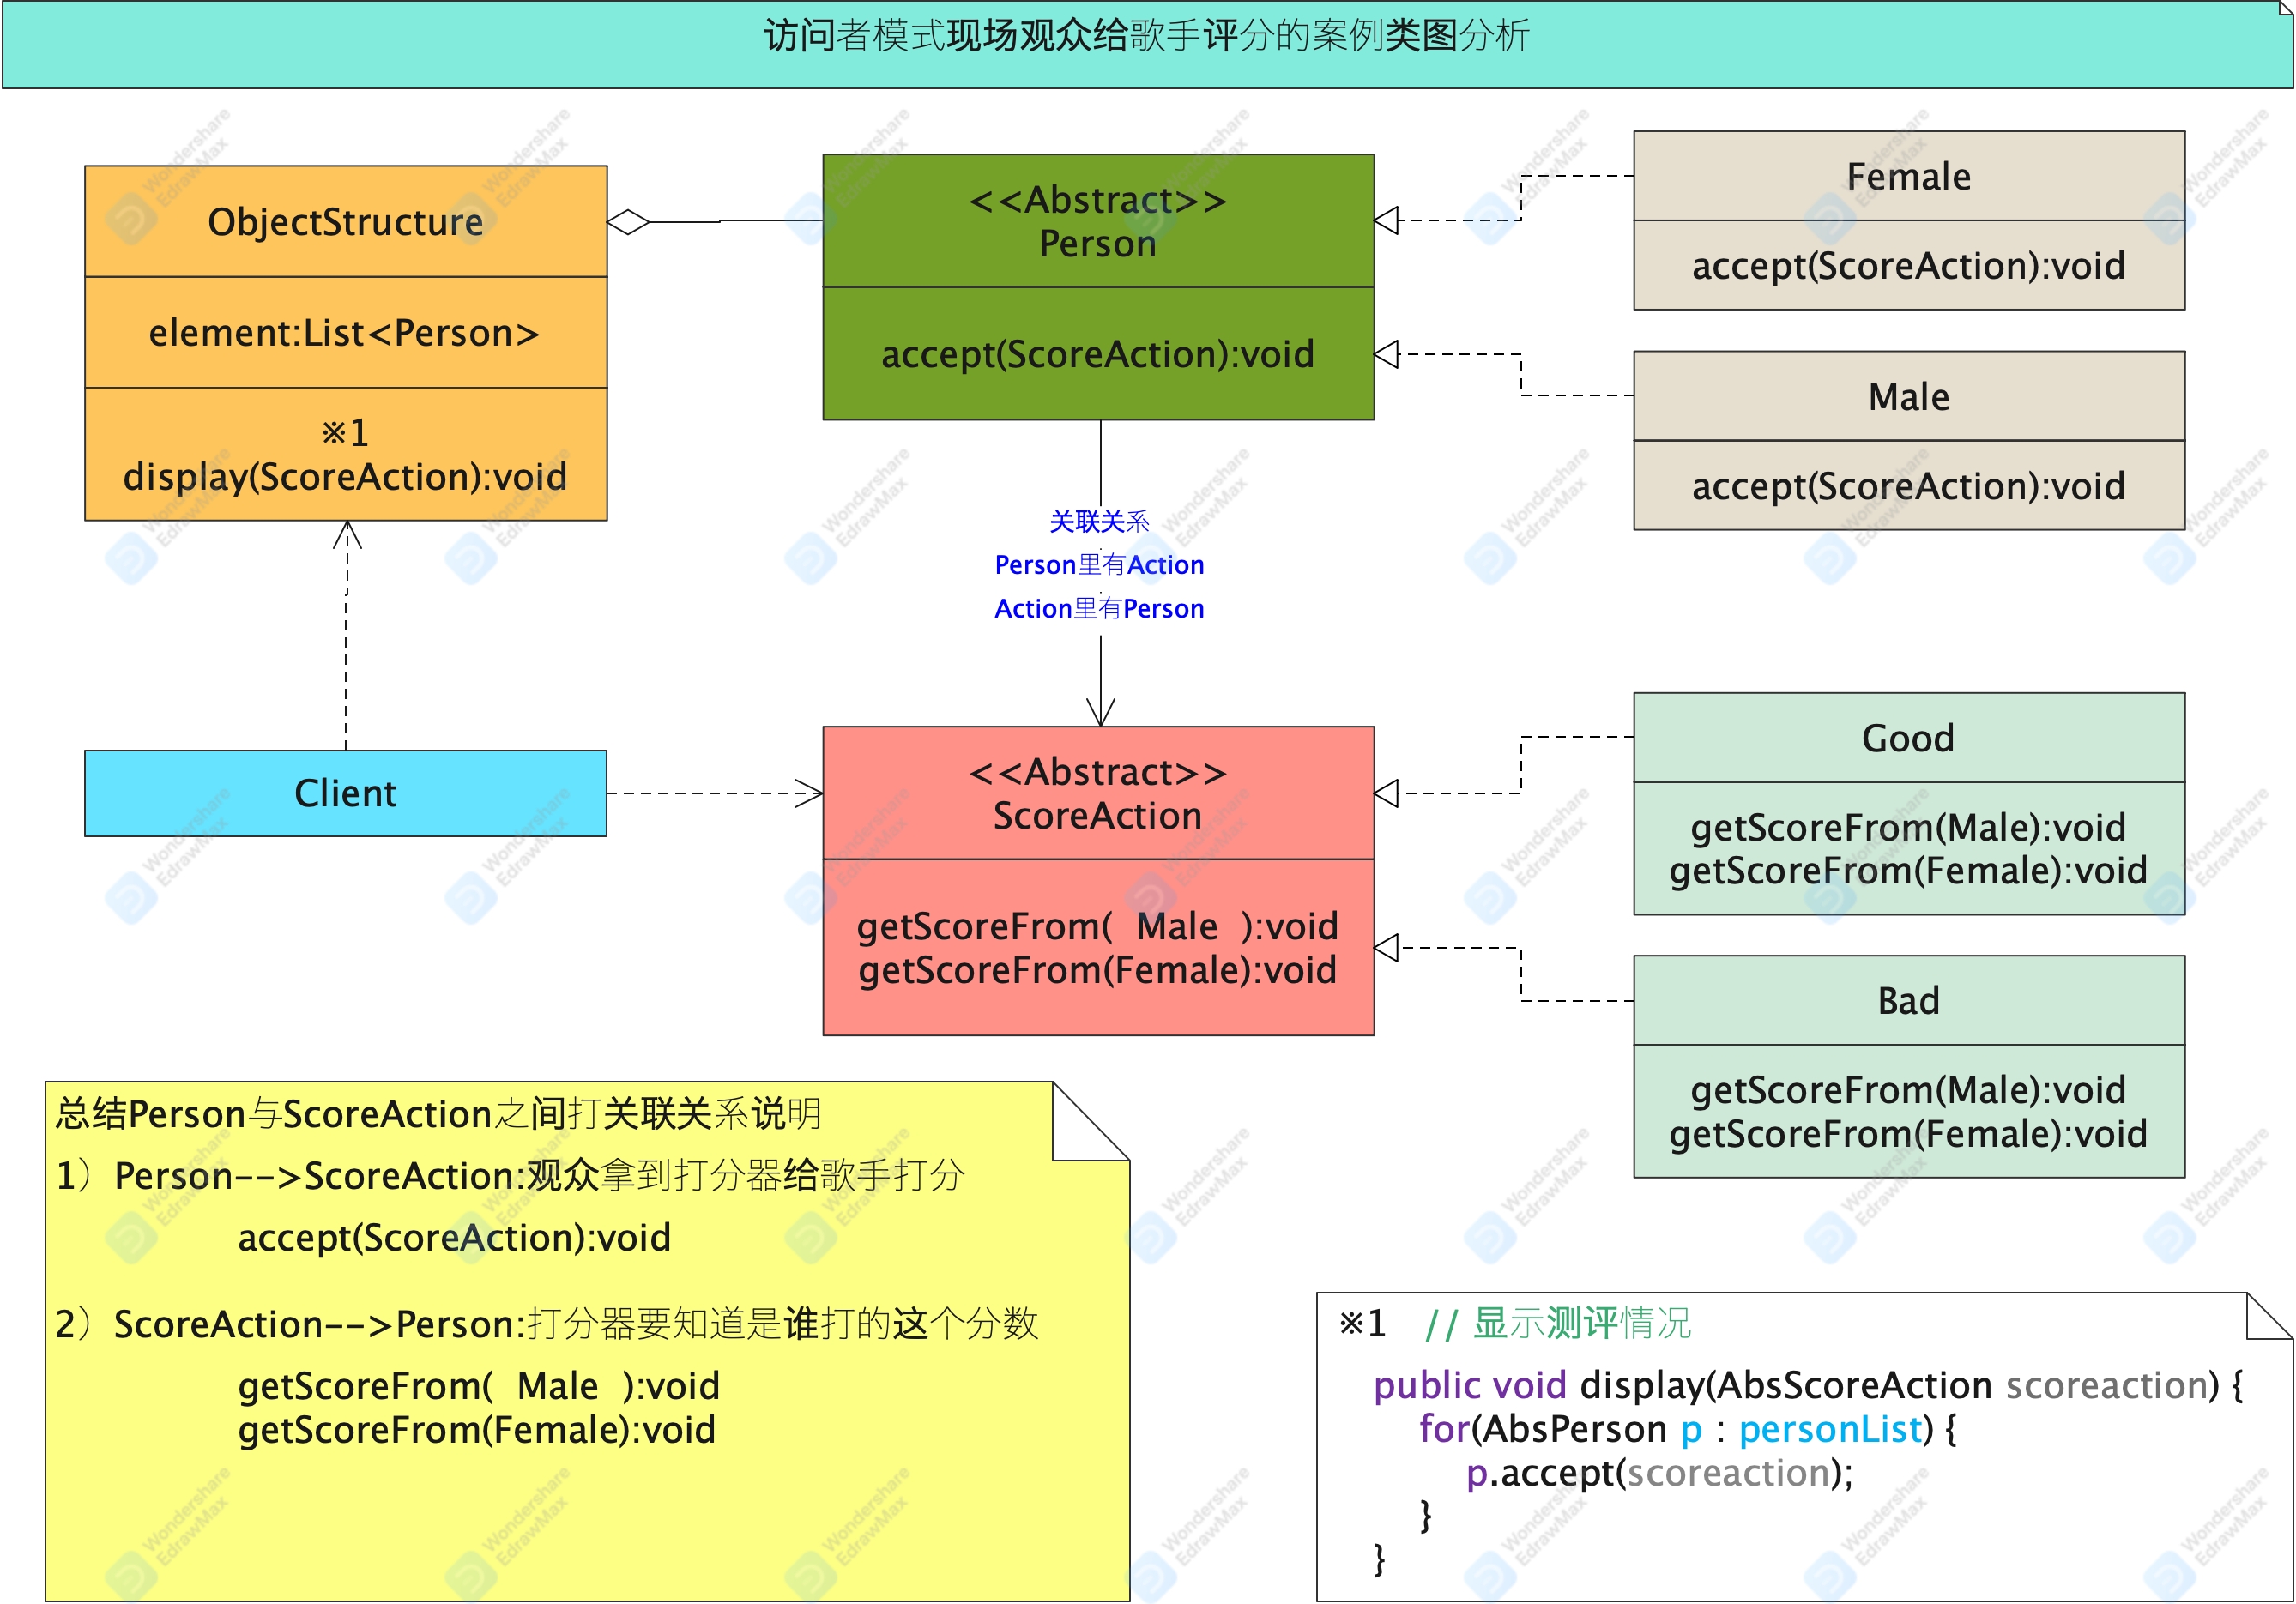 访问者模式现场观众给歌手评分的案例类图分析
ObjectStructure
element:List<Person>
※1
display(ScoreAction):void
<<Abstract>>
Person
accept(ScoreAction):void
Female
accept(ScoreAction):void
Male
accept(ScoreAction):void
关联关系
Person里有Action
Action里有Person
Client
<<Abstract>>
ScoreAction
getScoreFrom(  Male  ):void
getScoreFrom(Female):void
Good
getScoreFrom(Male):void
getScoreFrom(Female):void
Bad
getScoreFrom(Male):void
getScoreFrom(Female):void
总结Person与ScoreAction之间打关联关系说明
1）Person-->ScoreAction:观众拿到打分器给歌手打分
accept(ScoreAction):void
2）ScoreAction-->Person:打分器要知道是谁打的这个分数
getScoreFrom(  Male  ):void
getScoreFrom(Female):void
※1 // 显示测评情况
public void display(AbsScoreAction scoreaction) {
for(AbsPerson p : personList) {
p.accept(scoreaction);
}
}
Wondershare
EdrawMax